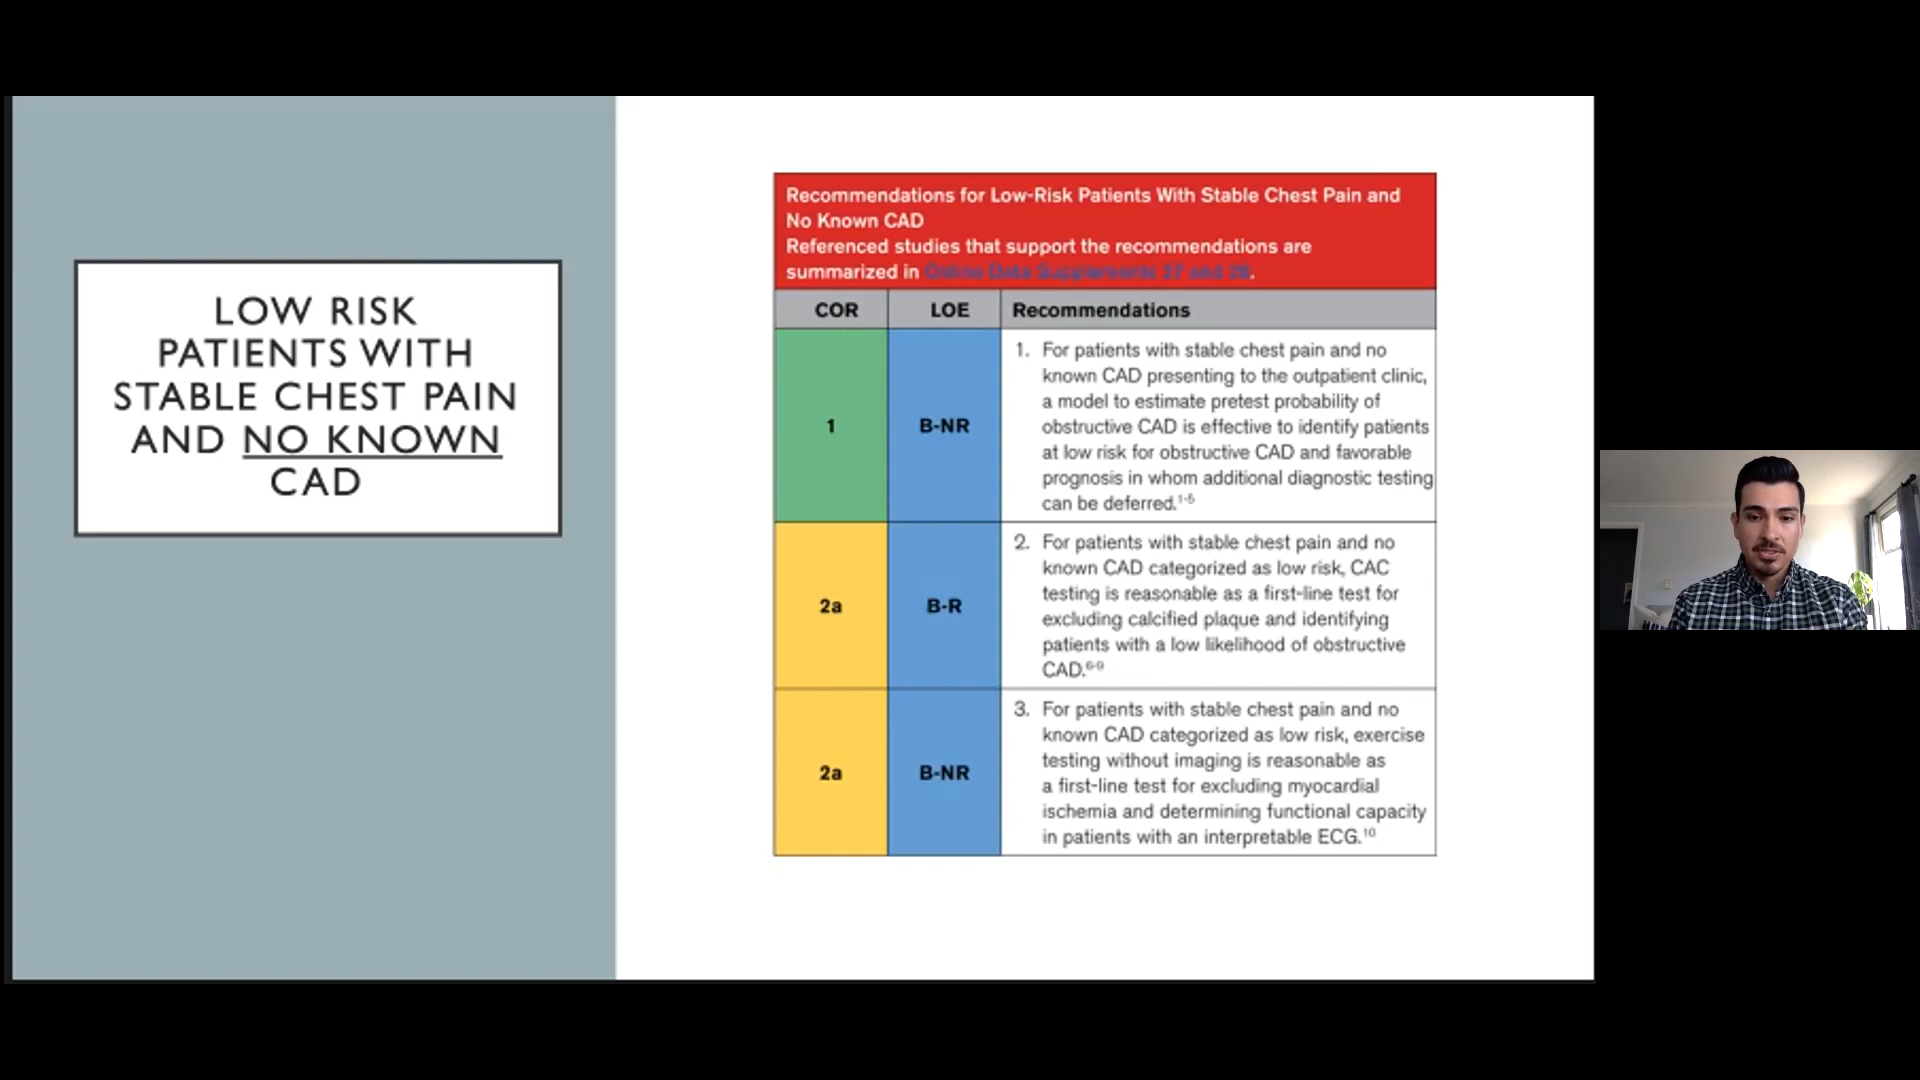 LOW RISK
PATIENTS WITH
STABLE CHEST PAIN
AND NO KNOWN
CAD
Recommendations for Low-Risk Patients With Stable Chest Pain and
No Known CAD
Referenced studies that support the recommendations are
summarized in Online Data Supplements 27 and 28.
COR LOE Recommendations
1 B-NR
1. For patients with stable chest pain and no
known CAD presenting to the outpatient clinic,
a model to estimate pretest probability of
obstructive CAD is effective to identify patients
at low risk for obstructive CAD and favorable
prognosis in whom additional diagnostic testing
can be deferred.1-5
2a B-R
2. For patients with stable chest pain and no
known CAD categorized as low risk, CAC
testing is reasonable as a first-line test for
excluding calcified plaque and identifying
patients with a low likelihood of obstructive
CAD.6-9
2a B-NR
3. For patients with stable chest pain and no
known CAD categorized as low risk, exercise
testing without imaging is reasonable as
a first-line test for excluding myocardial
ischemia and determining functional capacity
in patients with an interpretable ECG.10